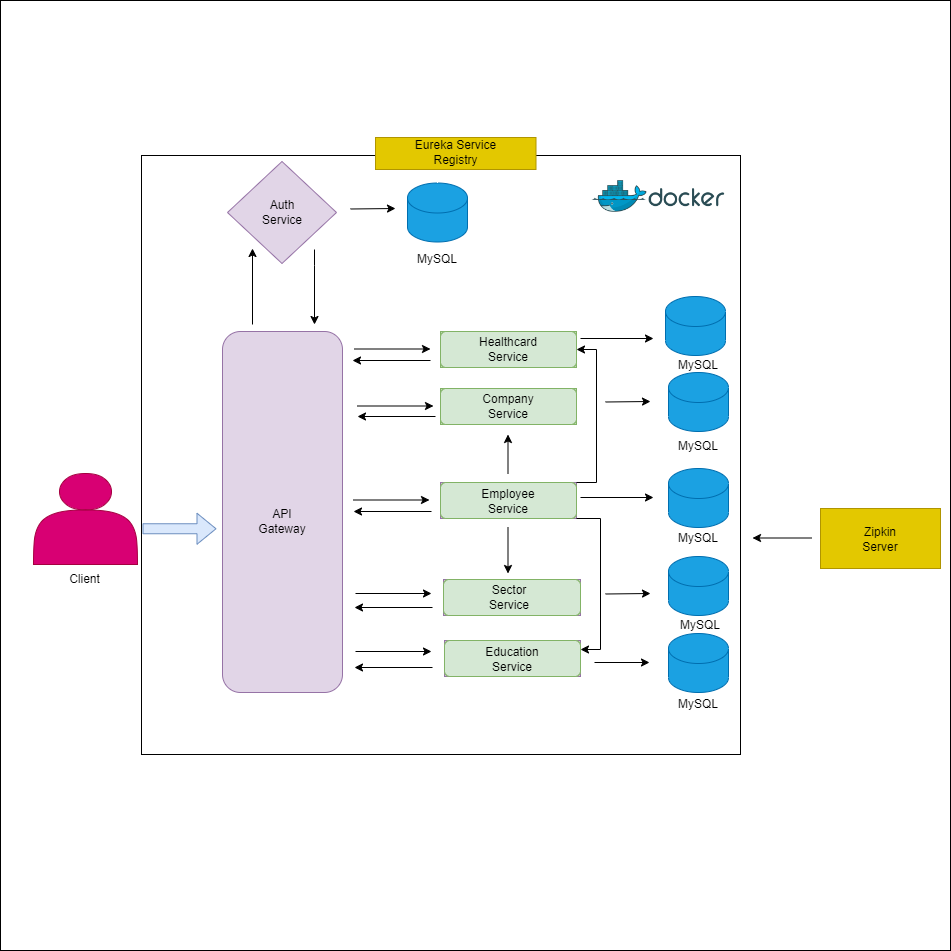 Eureka Service
Registry
Auth
Service
MySQL
docker
Healthcard
Service
MySQL
Company
Service
MySQL
Employee
Service
MySQL
API
Gateway
Client
Zipkin
Server
Sector
Service
MySQL
Education
Service
MySQL